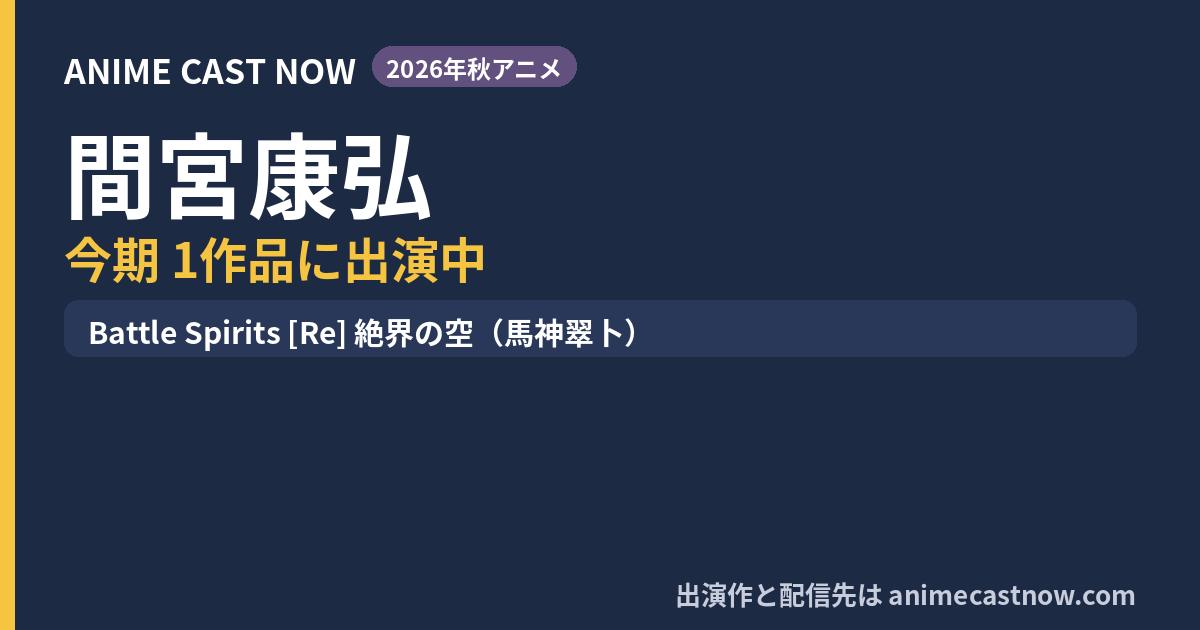 ANIME CAST NOW 2026年秋アニメ
間宮康弘
今期 1作品に出演中
Battle Spirits [Re] 絶界の空（馬神翠卜）
出演作と配信先は animecastnow.com